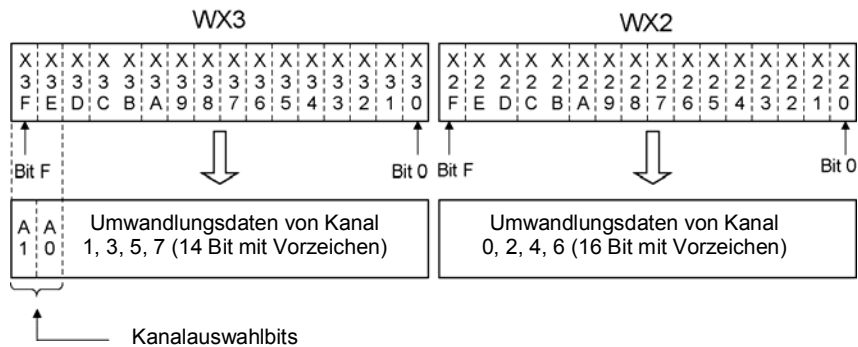 WX3 WX2
X3F X3E X3D X3C X3B X3A X39 X38 X37 X36 X35 X34 X33 X32 X31 X30 X2F X2E X2D X2C X2B X2A X29 X28 X27 X26 X25 X24 X23 X22 X21 X20
Bit F Bit 0 Bit F Bit 0
A1 A0
Umwandlungsdaten von Kanal
1, 3, 5, 7 (14 Bit mit Vorzeichen)
Umwandlungsdaten von Kanal
0, 2, 4, 6 (16 Bit mit Vorzeichen)
Kanalauswahlbits